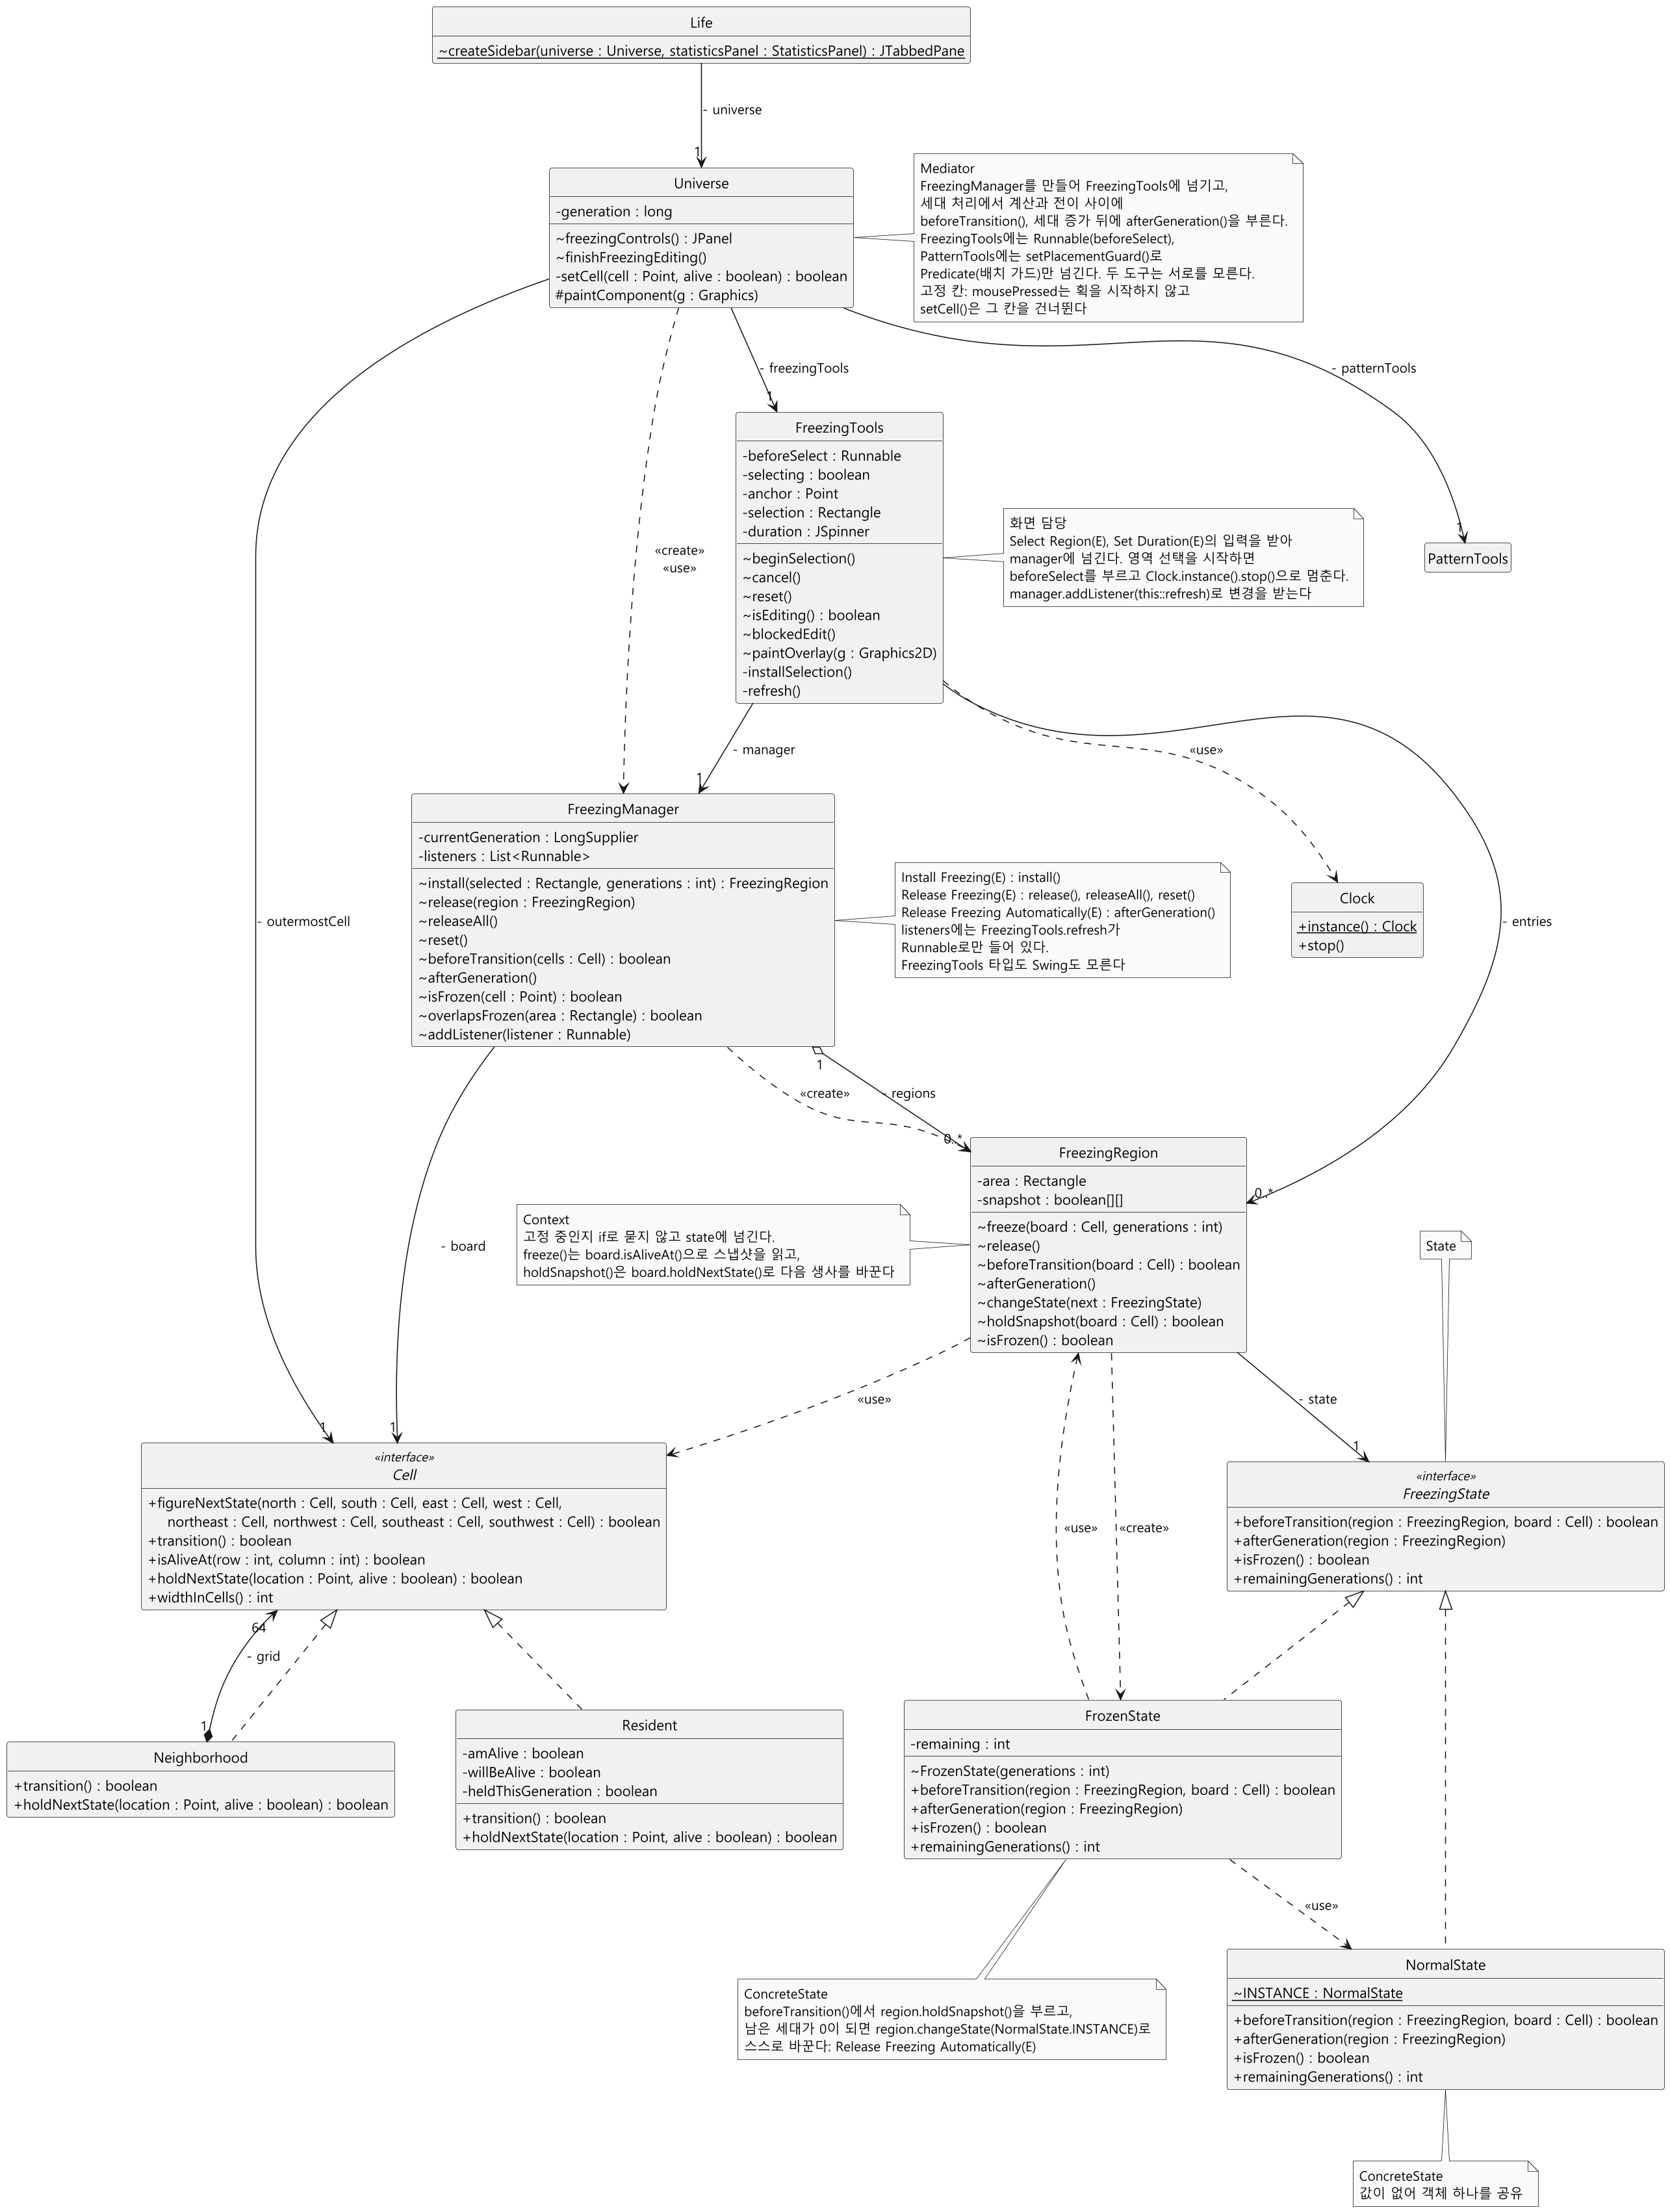 Life
~createSidebar(universe : Universe, statisticsPanel : StatisticsPanel) : JTabbedPane
- universe
1
Universe
-generation : long
~freezingControls() : JPanel
~finishFreezingEditing()
-setCell(cell : Point, alive : boolean) : boolean
#paintComponent(g : Graphics)
Mediator
FreezingManager를 만들어 FreezingTools에 넘기고,
세대 처리에서 계산과 전이 사이에
beforeTransition(), 세대 증가 뒤에 afterGeneration()을 부른다.
FreezingTools에는 Runnable(beforeSelect),
PatternTools에는 setPlacementGuard()로
Predicate(배치 가드)만 넘긴다. 두 도구는 서로를 모른다.
고정 칸: mousePressed는 획을 시작하지 않고
setCell()은 그 칸을 건너뛴다
- freezingTools
1
- patternTools
1
FreezingTools
-beforeSelect : Runnable
-selecting : boolean
-anchor : Point
-selection : Rectangle
-duration : JSpinner
~beginSelection()
~cancel()
~reset()
~isEditing() : boolean
~blockedEdit()
~paintOverlay(g : Graphics2D)
-installSelection()
-refresh()
화면 담당
Select Region(E), Set Duration(E)의 입력을 받아
manager에 넘긴다. 영역 선택을 시작하면
beforeSelect를 부르고 Clock.instance().stop()으로 멈춘다.
manager.addListener(this::refresh)로 변경을 받는다
PatternTools
«create»
«use»
- manager
1
«use»
FreezingManager
-currentGeneration : LongSupplier
-listeners : List<Runnable>
~install(selected : Rectangle, generations : int) : FreezingRegion
~release(region : FreezingRegion)
~releaseAll()
~reset()
~beforeTransition(cells : Cell) : boolean
~afterGeneration()
~isFrozen(cell : Point) : boolean
~overlapsFrozen(area : Rectangle) : boolean
~addListener(listener : Runnable)
Install Freezing(E) : install()
Release Freezing(E) : release(), releaseAll(), reset()
Release Freezing Automatically(E) : afterGeneration()
listeners에는 FreezingTools.refresh가
Runnable로만 들어 있다.
FreezingTools 타입도 Swing도 모른다
Clock
+instance() : Clock
+stop()
- outermostCell
- entries
1
«create»
- regions
0..*
FreezingRegion
-area : Rectangle
-snapshot : boolean[][]
~freeze(board : Cell, generations : int)
~release()
~beforeTransition(board : Cell) : boolean
~afterGeneration()
~changeState(next : FreezingState)
~holdSnapshot(board : Cell) : boolean
~isFrozen() : boolean
0..*
Context
고정 중인지 if로 묻지 않고 state에 넘긴다.
freeze()는 board.isAliveAt()으로 스냅샷을 읽고,
holdSnapshot()은 board.holdNextState()로 다음 생사를 바꾼다
- board
State
«use»
- state
1
1
1
«interface»
Cell
+figureNextState(north : Cell, south : Cell, east : Cell, west : Cell,
northeast : Cell, northwest : Cell, southeast : Cell, southwest : Cell) : boolean
+transition() : boolean
+isAliveAt(row : int, column : int) : boolean
+holdNextState(location : Point, alive : boolean) : boolean
+widthInCells() : int
«interface»
FreezingState
+beforeTransition(region : FreezingRegion, board : Cell) : boolean
+afterGeneration(region : FreezingRegion)
+isFrozen() : boolean
+remainingGenerations() : int
«use»
«create»
64
- grid
1
Neighborhood
+transition() : boolean
+holdNextState(location : Point, alive : boolean) : boolean
Resident
-amAlive : boolean
-willBeAlive : boolean
-heldThisGeneration : boolean
+transition() : boolean
+holdNextState(location : Point, alive : boolean) : boolean
FrozenState
-remaining : int
~FrozenState(generations : int)
+beforeTransition(region : FreezingRegion, board : Cell) : boolean
+afterGeneration(region : FreezingRegion)
+isFrozen() : boolean
+remainingGenerations() : int
«use»
ConcreteState
beforeTransition()에서 region.holdSnapshot()을 부르고,
남은 세대가 0이 되면 region.changeState(NormalState.INSTANCE)로
스스로 바꾼다: Release Freezing Automatically(E)
NormalState
~INSTANCE : NormalState
+beforeTransition(region : FreezingRegion, board : Cell) : boolean
+afterGeneration(region : FreezingRegion)
+isFrozen() : boolean
+remainingGenerations() : int
ConcreteState
값이 없어 객체 하나를 공유